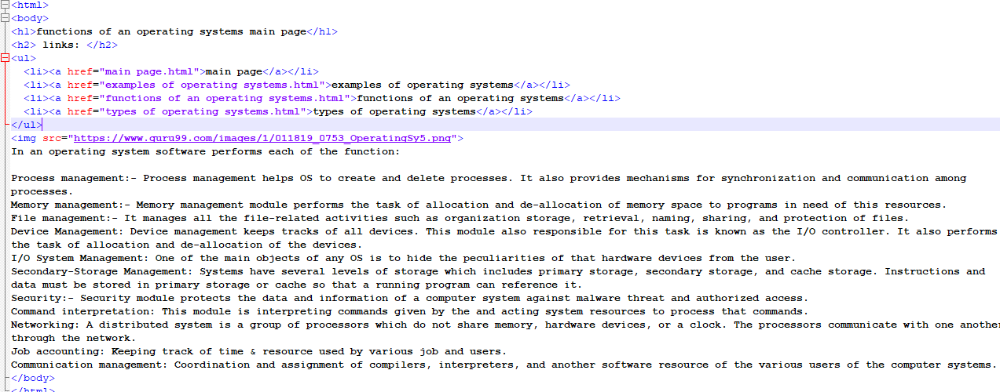 <html>
<body>
<h1>functions of an operating systems main page</h1>
<h2> links: </h2>
<ul>
<li><a href="main page.html">main page</a></li>
<li><a href="examples of operating systems.html">examples of operating systems</a></li>
<li><a href="functions of an operating systems.html">functions of an operating systems</a></li>
<li><a href="types of operating systems.html">types of operating systems</a></li>
</ul>
<img src="https://www.guru99.com/images/1/011819_0753_OperatingSy5.png">
In an operating system software performs each of the function:
Process management:- Process management helps OS to create and delete processes. It also provides mechanisms for synchronization and communication among
processes.
Memory management:- Memory management module performs the task of allocation and de-allocation of memory space to programs in need of this resources.
File management:- It manages all the file-related activities such as organization storage, retrieval, naming, sharing, and protection of files.
Device Management: Device management keeps tracks of all devices. This module also responsible for this task is known as the I/O controller. It also performs
the task of allocation and de-allocation of the devices.
I/O System Management: One of the main objects of any OS is to hide the peculiarities of that hardware devices from the user.
Secondary-Storage Management: Systems have several levels of storage which includes primary storage, secondary storage, and cache storage. Instructions and
data must be stored in primary storage or cache so that a running program can reference it.
Security:- Security module protects the data and information of a computer system against malware threat and authorized access.
Command interpretation: This module is interpreting commands given by the and acting system resources to process that commands.
Networking: A distributed system is a group of processors which do not share memory, hardware devices, or a clock. The processors communicate with one another
through the network.
Job accounting: Keeping track of time & resource used by various job and users.
Communication management: Coordination and assignment of compilers, interpreters, and another software resource of the various users of the computer systems.
</body>
</html>